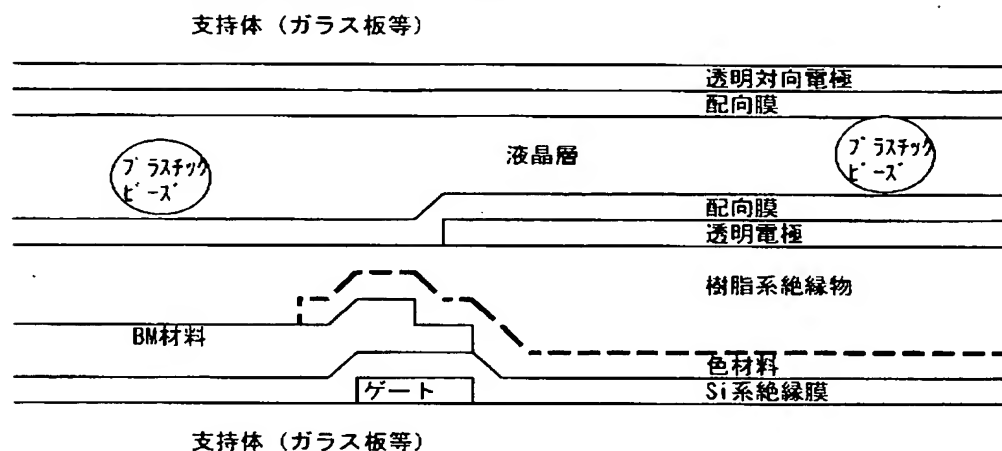 支持体（ガラス板等）
透明対向電極
配向膜
プラスチック
ビーズ
液晶層
プラスチック
ビーズ
配向膜
透明電極
樹脂系絶縁物
BM材料
色材料
ゲート
Si系絶縁膜
支持体（ガラス板等）